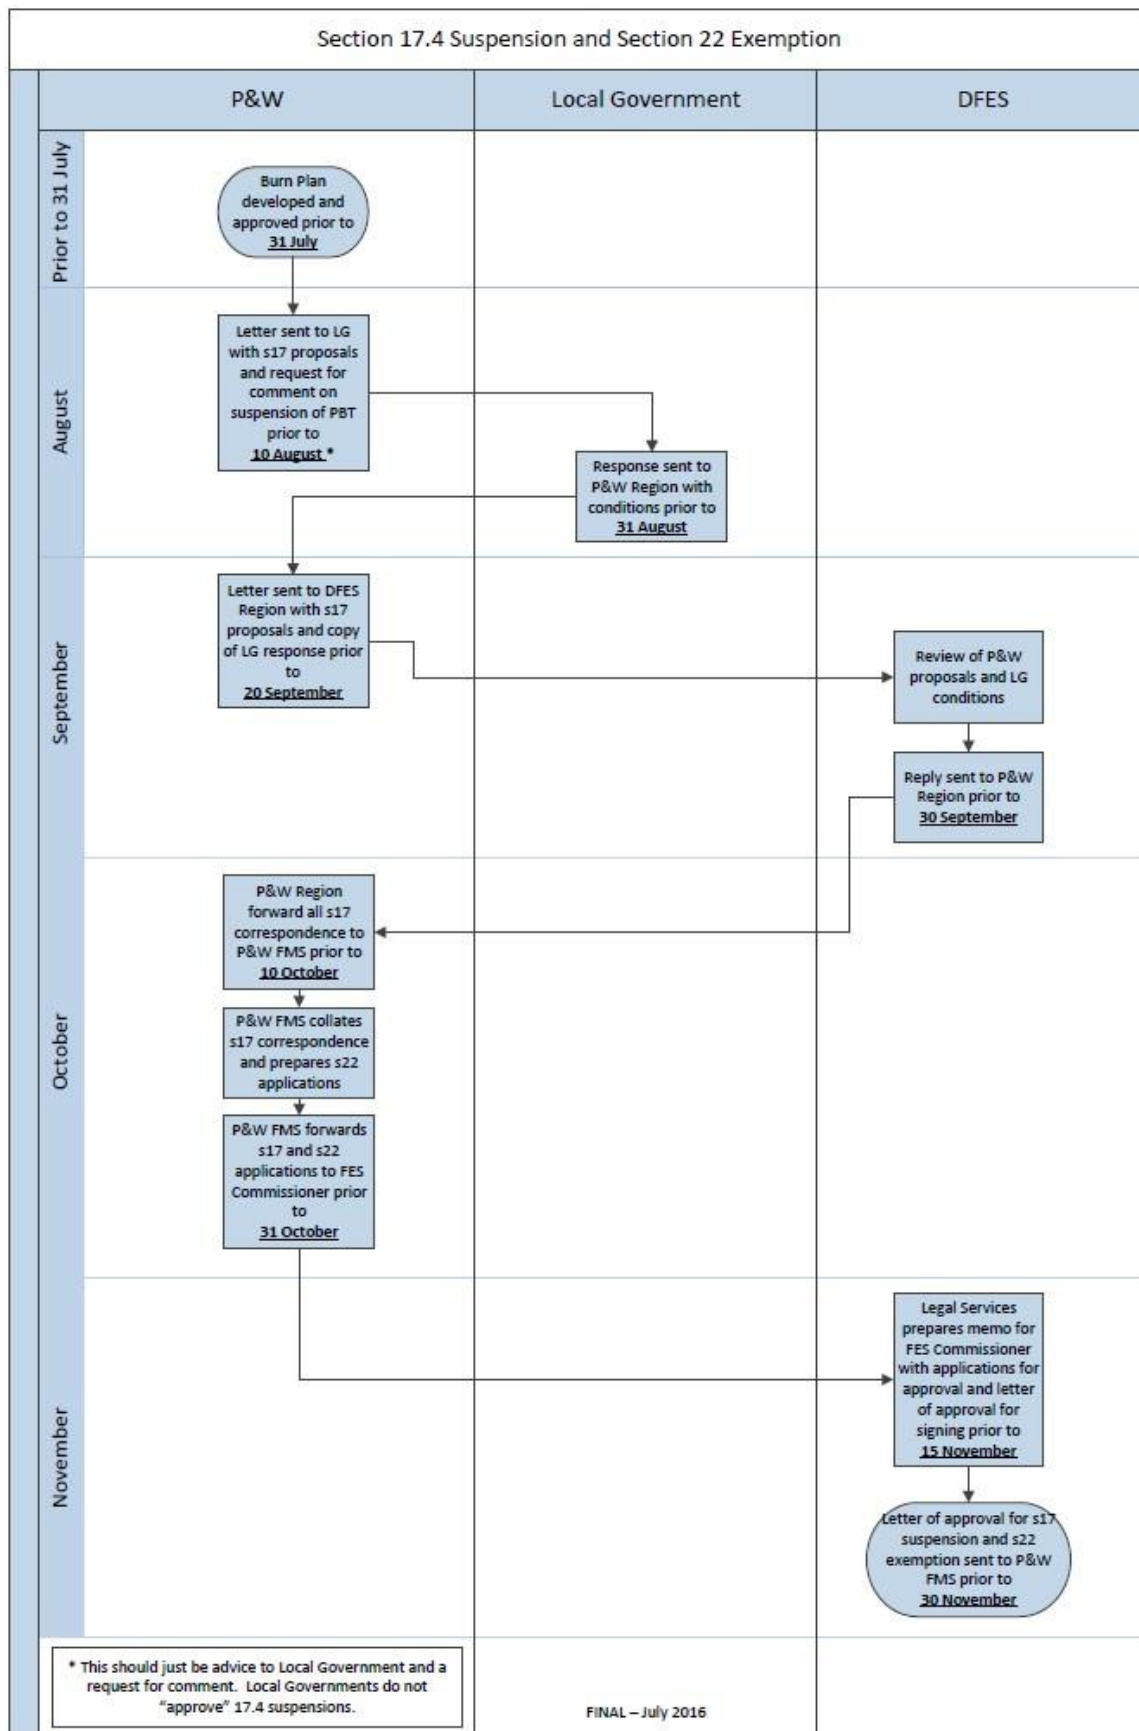 Section 17.4 Suspension and Section 22 Exemption
P&W
Local Government
DFES
Prior to 31 July
Burn Plan
developed and
approved prior to
31 July
August
Letter sent to LG
with s17 proposals
and request for
comment on
suspension of PBT
prior to
10 August *
Response sent to
P&W Region with
conditions prior to
31 August
September
Letter sent to DFES
Region with s17
proposals and copy
of LG response prior
to
20 September
Review of P&W
proposals and LG
conditions
Reply sent to P&W
Region prior to
30 September
October
P&W Region
forward all s17
correspondence to
P&W FMS prior to
10 October
P&W FMS collates
s17 correspondence
and prepares s22
applications
P&W FMS forwards
s17 and s22
applications to FES
Commissioner prior
to
31 October
November
Legal Services
prepares memo for
FES Commissioner
with applications for
approval and letter
of approval for
signing prior to
15 November
Letter of approval for s17
suspension and s22
exemption sent to P&W
FMS prior to
30 November
* This should just be advice to Local Government and a
request for comment.  Local Governments do not
“approve” 17.4 suspensions.
FINAL – July 2016